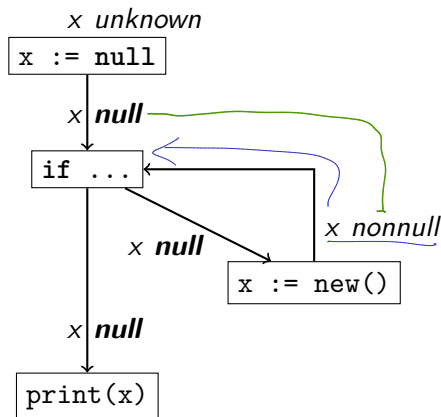 x unknown
x := null
x null
if ...
x nonnull
x null
x := new()
x null
print(x)